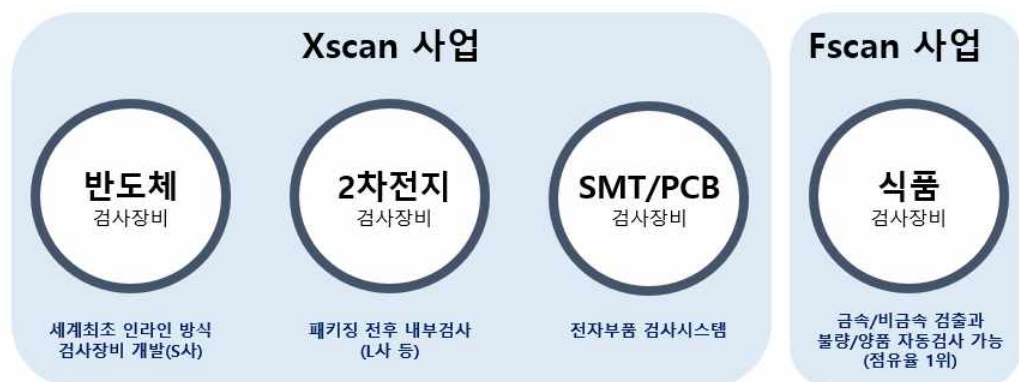 Xscan 사업
반도체
검사장비
세계최초 인라인 방식
검사장비 개발(S사)
2차전지
검사장비
패키징 전후 내부검사
(L사 등)
SMT/PCB
검사장비
전자부품 검사시스템
Fscan 사업
식품
검사장비
금속/비금속 검출과
불량/양품 자동검사 가능
(점유율 1위)